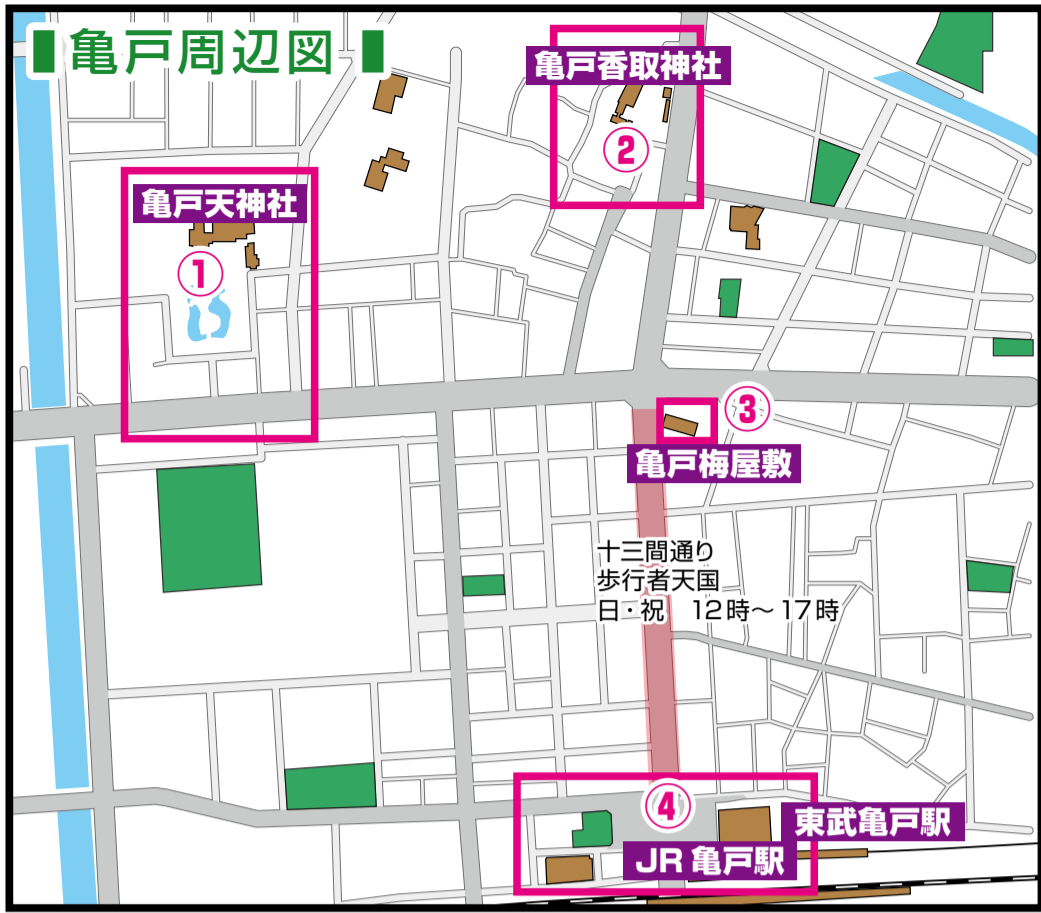 亀戸周辺図
亀戸香取神社
②
亀戸天神社
①
③
亀戸梅屋敷
十三間通り
歩行者天国
日・祝 12時〜17時
④
東武亀戸駅
JR亀戸駅